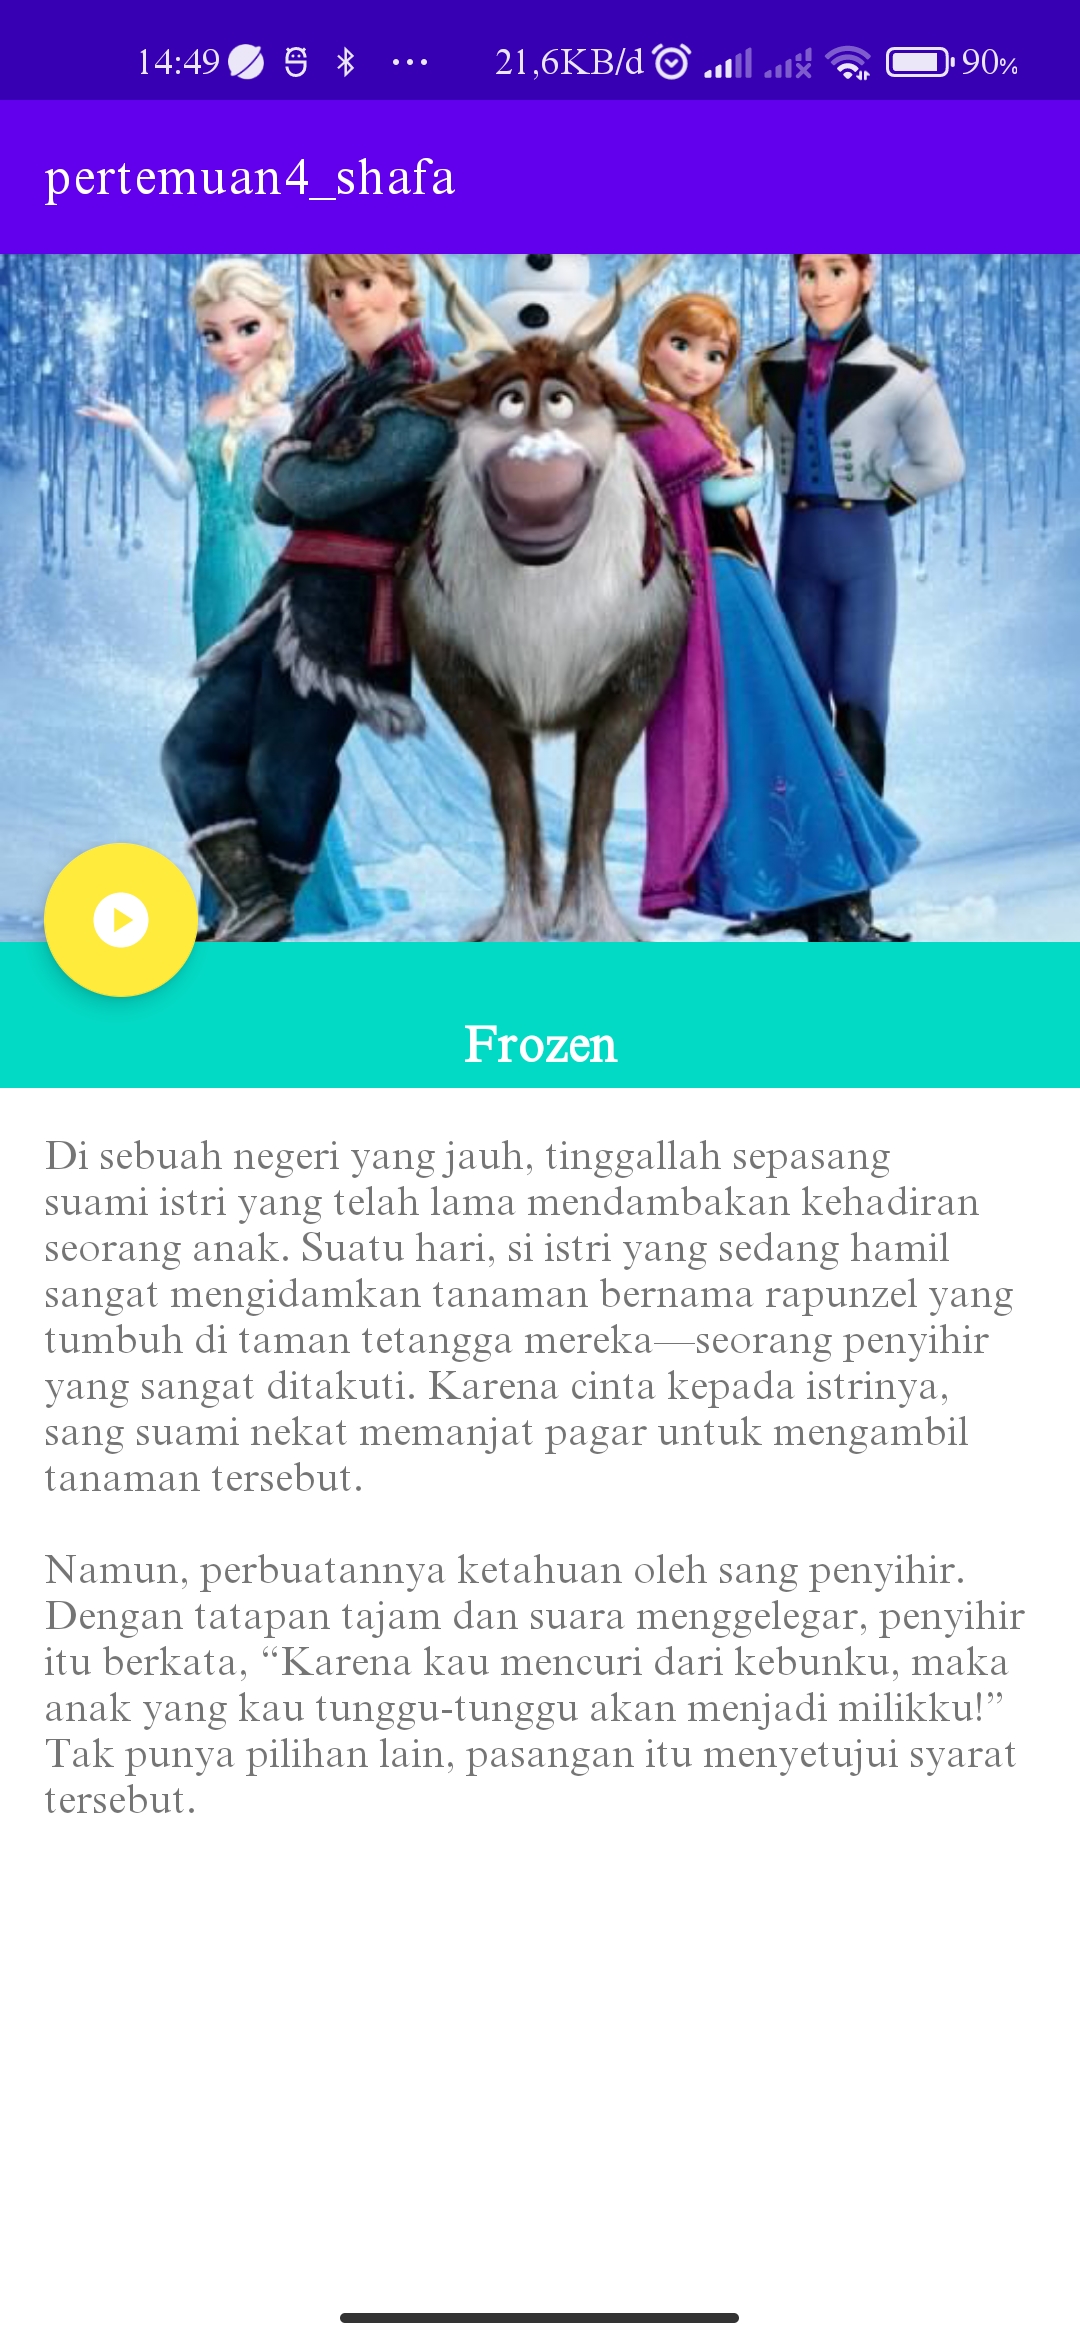 14:49 ... 21,6KB/d 90%
pertemuan4_shafa
Frozen
Di sebuah negeri yang jauh, tinggallah sepasang
suami istri yang telah lama mendambakan kehadiran
seorang anak. Suatu hari, si istri yang sedang hamil
sangat mengidamkan tanaman bernama rapunzel yang
tumbuh di taman tetangga mereka—seorang penyihir
yang sangat ditakuti. Karena cinta kepada istrinya,
sang suami nekat memanjat pagar untuk mengambil
tanaman tersebut.
Namun, perbuatannya ketahuan oleh sang penyihir.
Dengan tatapan tajam dan suara menggelegar, penyihir
itu berkata, “Karena kau mencuri dari kebunku, maka
anak yang kau tunggu-tunggu akan menjadi milikku!”
Tak punya pilihan lain, pasangan itu menyetujui syarat
tersebut.